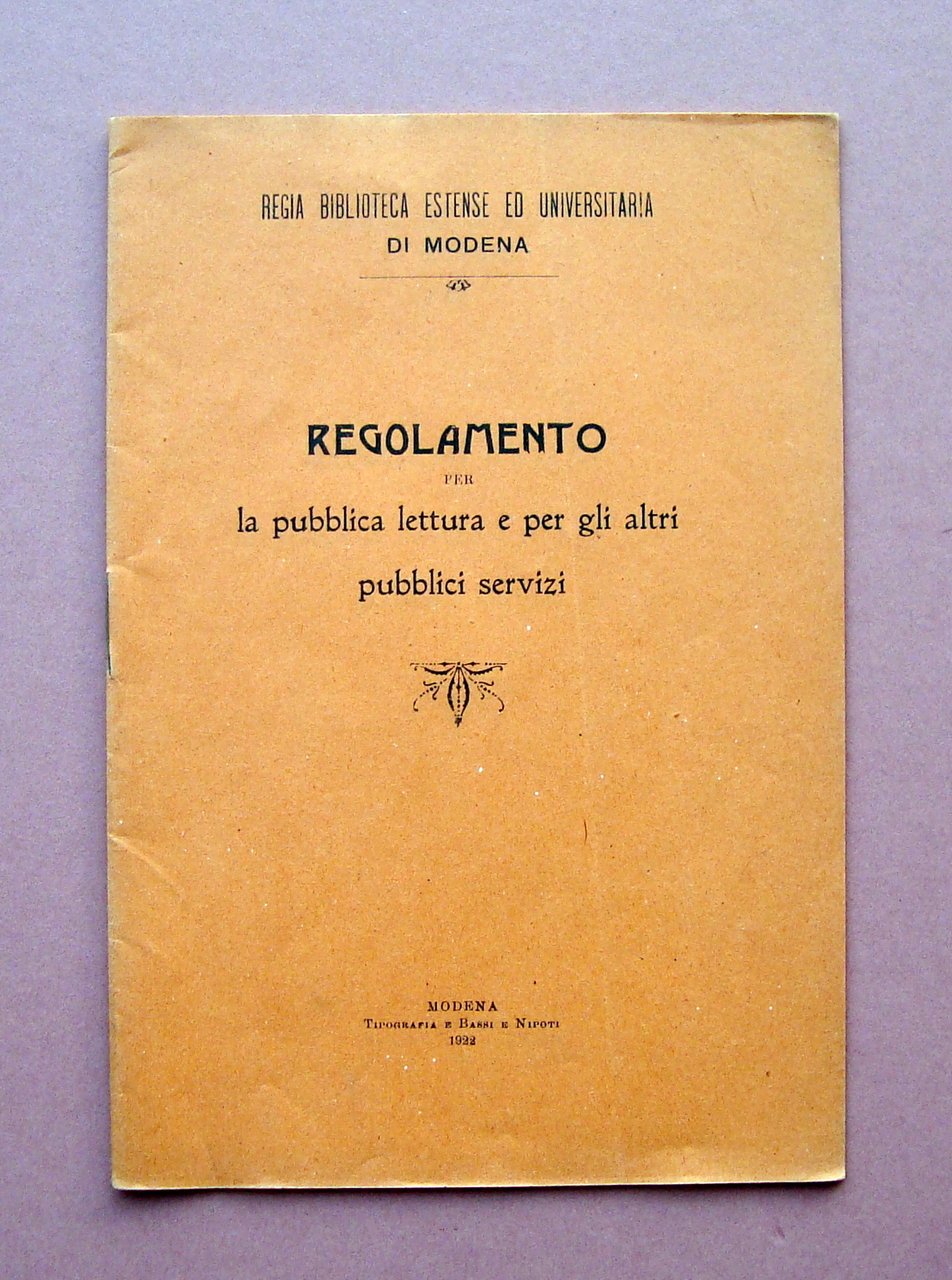 REGIA BIBLIOTECA ESTENSE ED UNIVERSITARIA
DI MODENA
REGOLAMENTO
PER
la pubblica lettura e per gli altri
pubblici servizi
MODENA
TIPOGRAFIA E BASSI E NIPOTI
1922